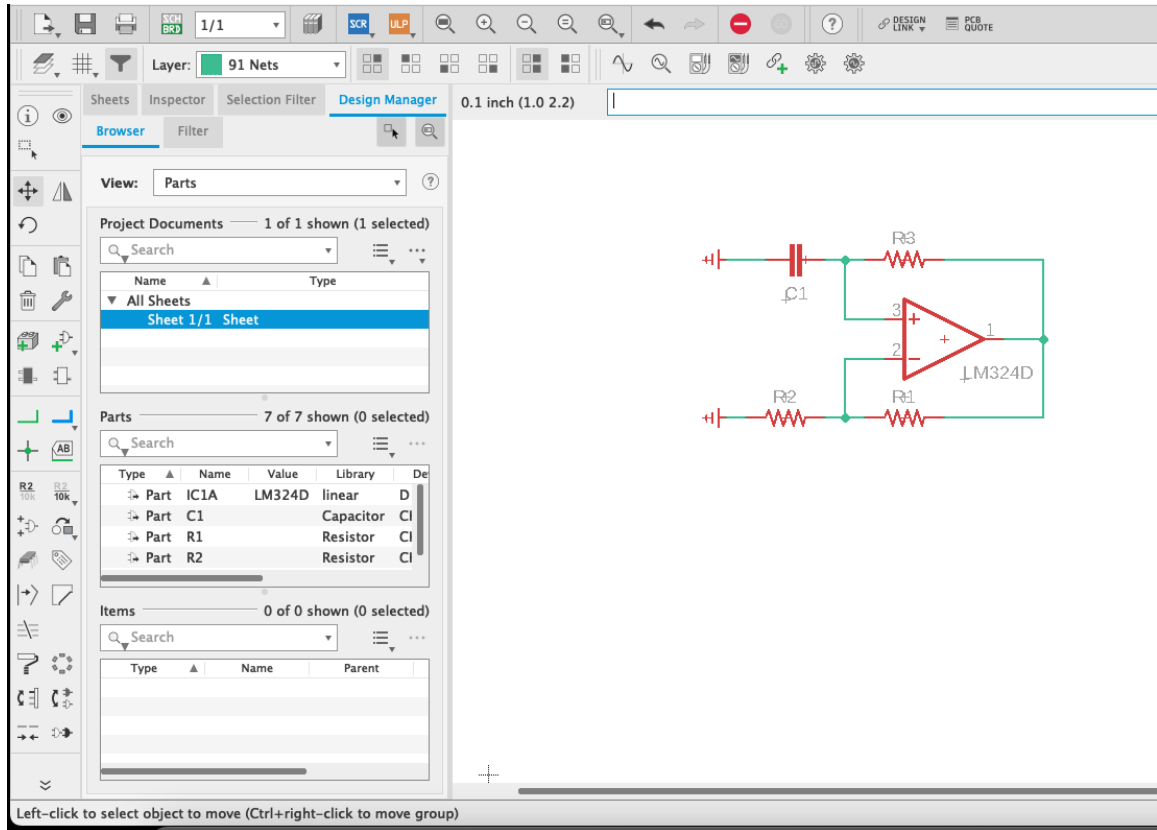 SCH
BRD
1/1
SCR
ULP
?
DESIGN
LINK
PCB
QUOTE
Layer:
91 Nets
Sheets
Inspector
Selection Filter
Design Manager
0.1 inch (1.0 2.2)
i
Browser
Filter
View:
Parts
?
Project Documents
1 of 1 shown (1 selected)
Search
Name
Type
All Sheets
Sheet 1/1 Sheet
Parts
7 of 7 shown (0 selected)
Search
Type Name Value Library De
Part IC1A LM324D linear D
Part C1 Capacitor CI
Part R1 Resistor CI
Part R2 Resistor CI
Items
0 of 0 shown (0 selected)
Search
Type Name Parent
AB
R2
10k
R2
10k
R3
C1
3
+
1
2
−
LM324D
R2
R1
Left-click to select object to move (Ctrl+right-click to move group)